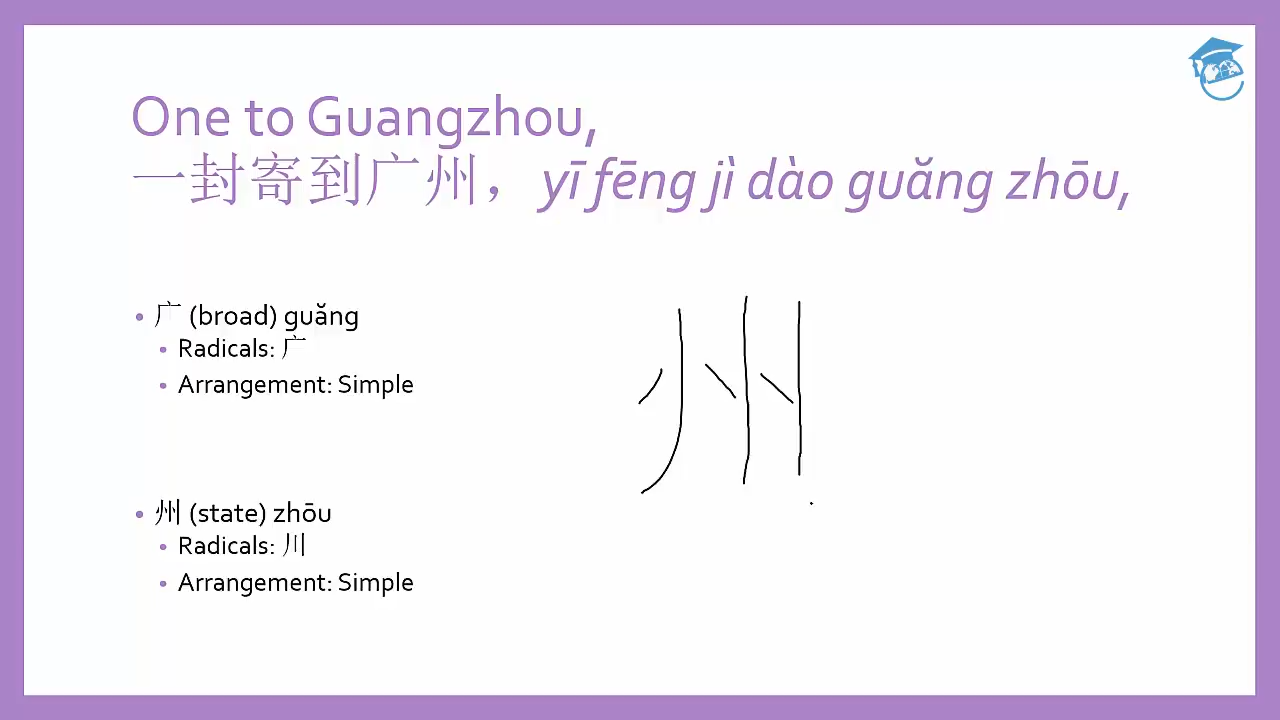 One to Guangzhou,
一封寄到广州，yī fēng jì dào guăng zhōu,
• 广 (broad) guăng
• Radicals: 广
• Arrangement: Simple
• 州 (state) zhōu
• Radicals: 川
• Arrangement: Simple
州